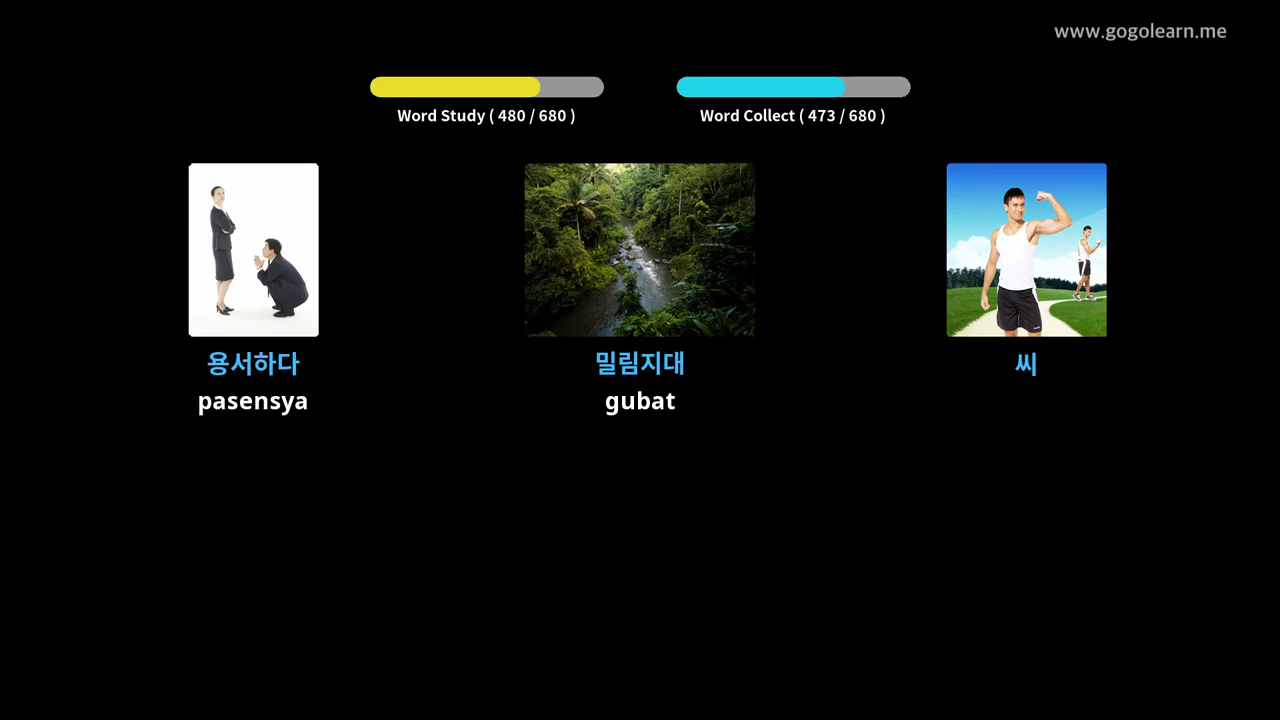 www.gogolearn.me
Word Study ( 480 / 680 )
Word Collect ( 473 / 680 )
용서하다
밀림지대
씨
pasensya
gubat